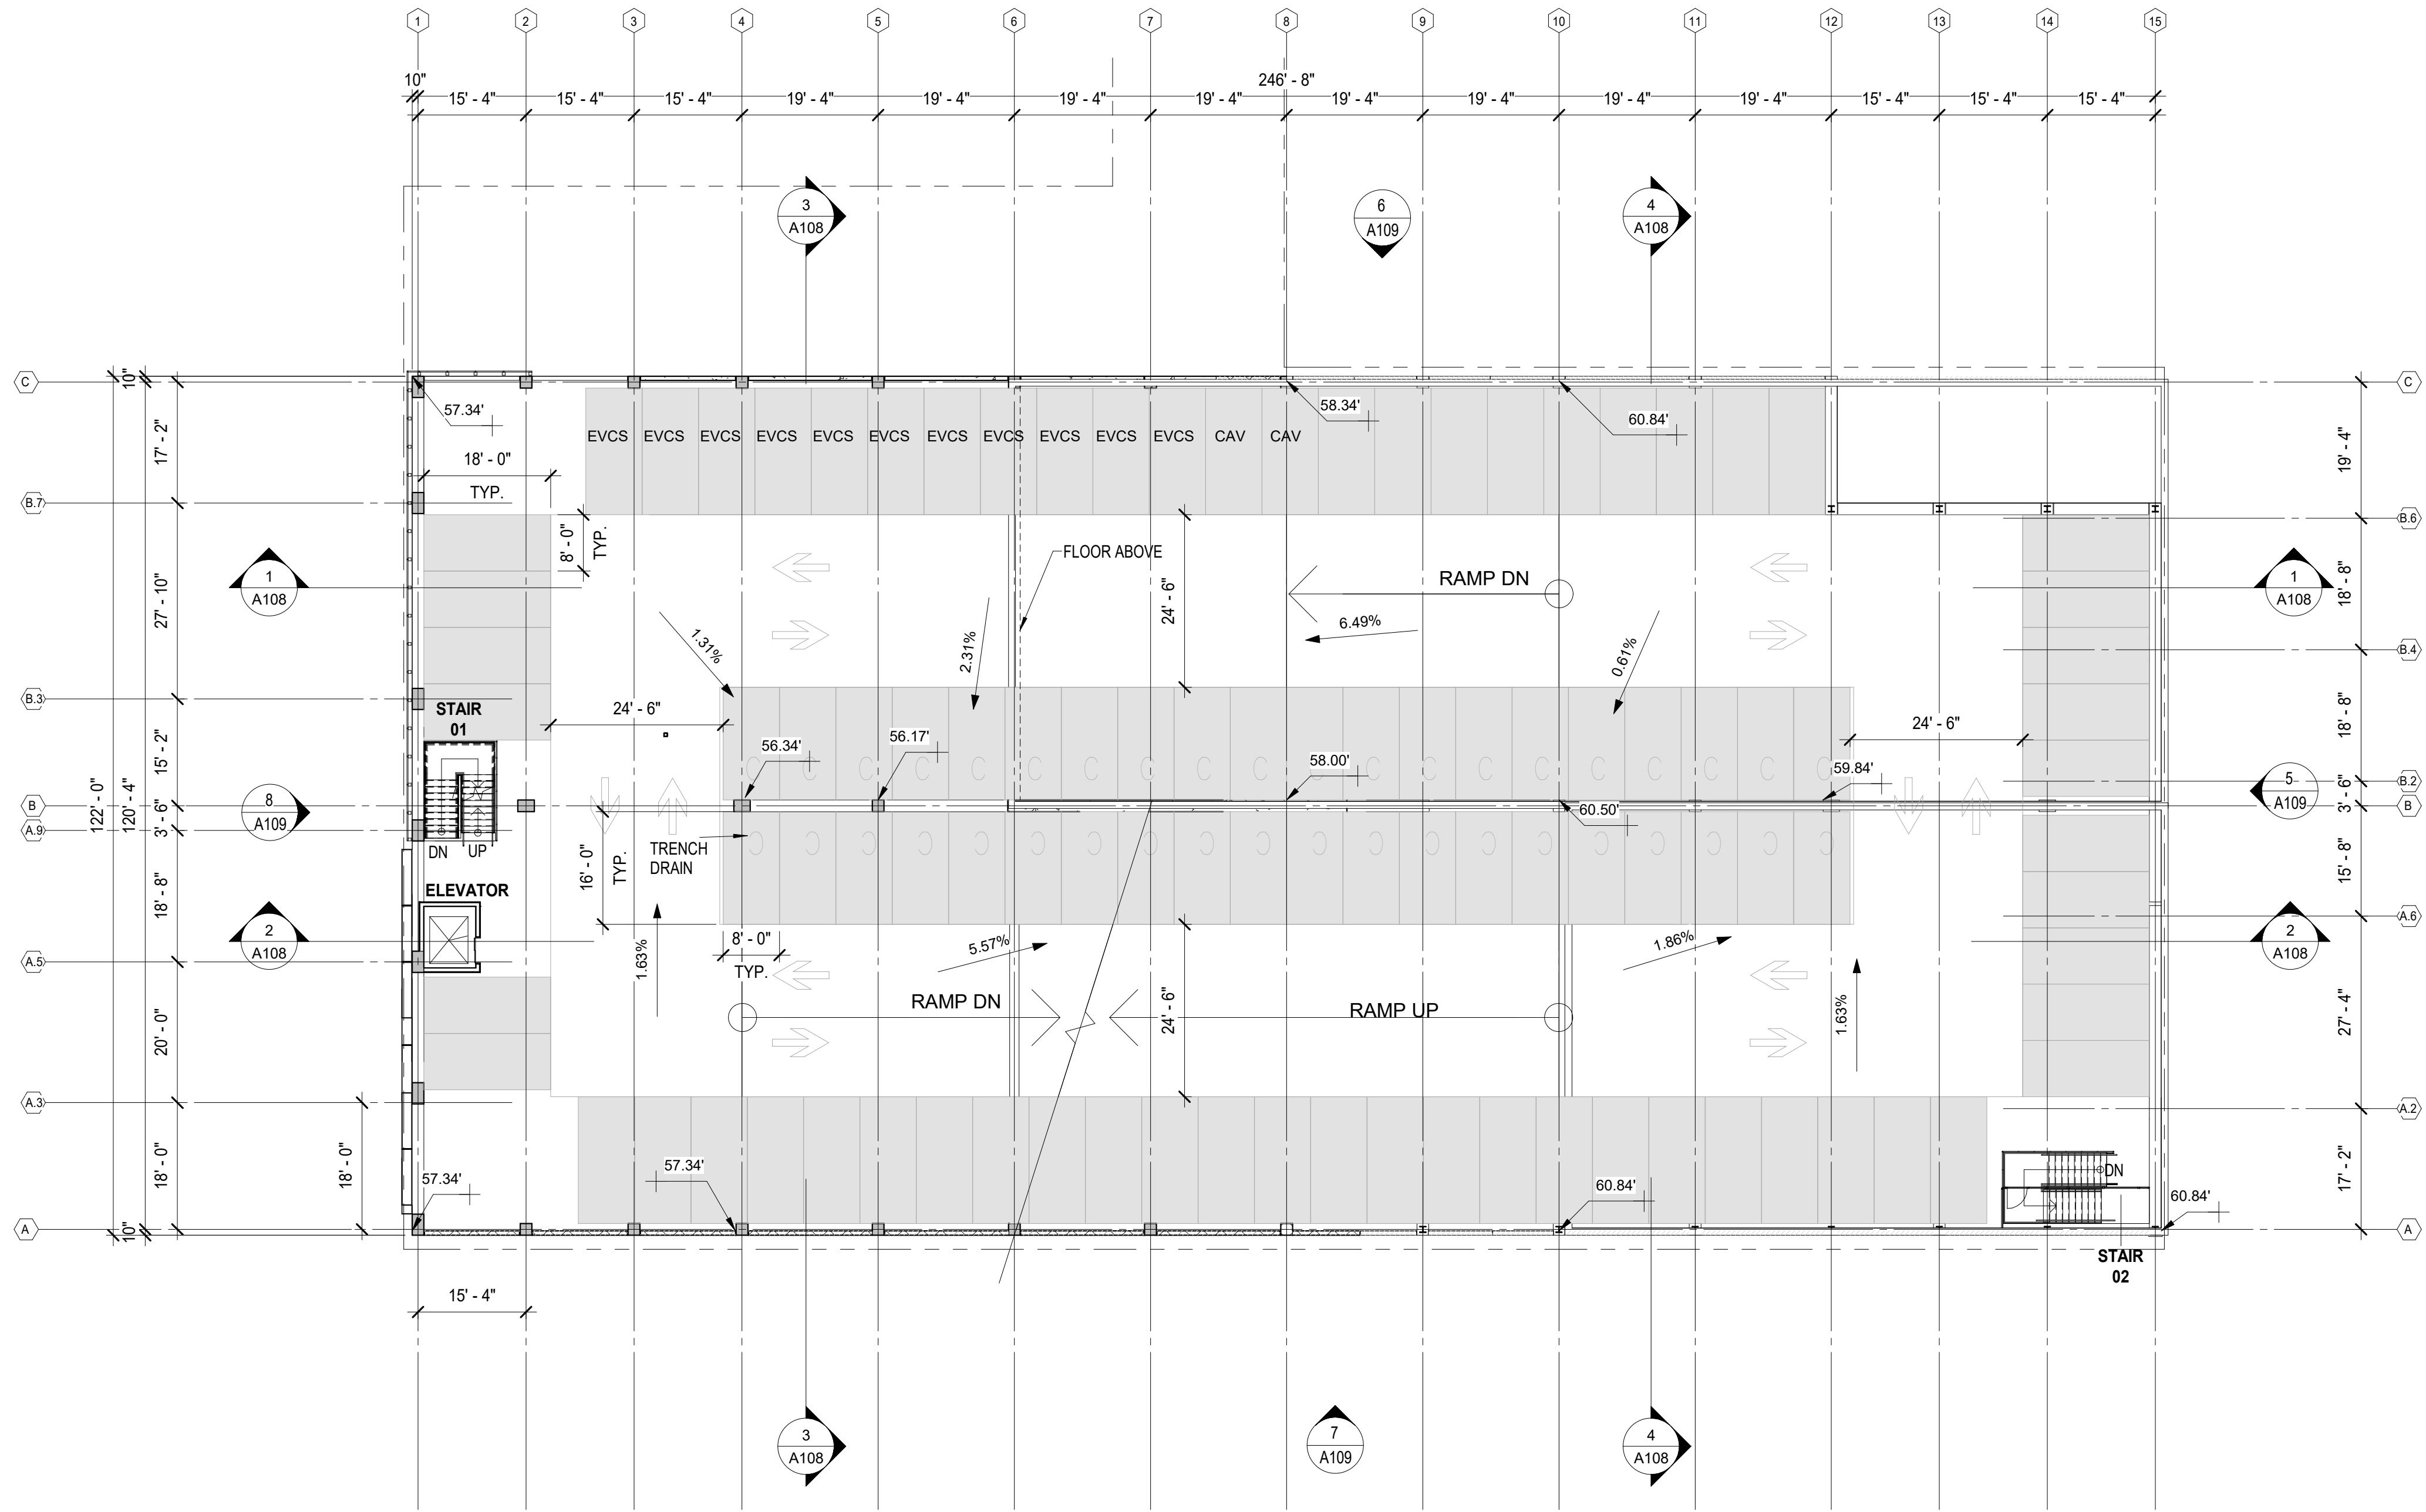 1 2 3 4 5 6 7 8 9 10 11 12 13 14 15
10" 246' - 8"
15' - 4" 15' - 4" 15' - 4" 19' - 4" 19' - 4" 19' - 4" 19' - 4" 19' - 4" 19' - 4" 19' - 4" 19' - 4" 15' - 4" 15' - 4" 15' - 4"
3
A108
6
A109
4
A108
C
10"
C
57.34'
58.34'
60.84'
EVCS EVCS EVCS EVCS EVCS EVCS EVCS EVCS EVCS EVCS EVCS CAV CAV
17' - 2"
18' - 0"
TYP.
19' - 4"
B.7
B.6
8' - 0"
TYP.
FLOOR ABOVE
1
A108
27' - 10"
24' - 6"
RAMP DN
6.49%
1
A108
18' - 8"
1.31%
2.31%
0.61%
B.4
B.3
STAIR
01
24' - 6"
18' - 8"
24' - 6"
15' - 2"
56.34'
56.17'
58.00'
59.84'
B.2
122' - 0"
120' - 4"
8
A109
3' - 6"
5
A109
3' - 6"
B
B
A.9
60.50'
DN UP
TRENCH
DRAIN
16' - 0"
TYP.
15' - 8"
18' - 8"
ELEVATOR
2
A108
A.6
1.63%
8' - 0"
TYP.
5.57%
1.86%
2
A108
A.5
RAMP DN
RAMP UP
24' - 6"
1.63%
20' - 0"
27' - 4"
A.3
A.2
18' - 0"
18' - 0"
57.34'
57.34'
60.84'
DN
60.84'
17' - 2"
A
10"
A
STAIR
02
15' - 4"
3
A108
7
A109
4
A108